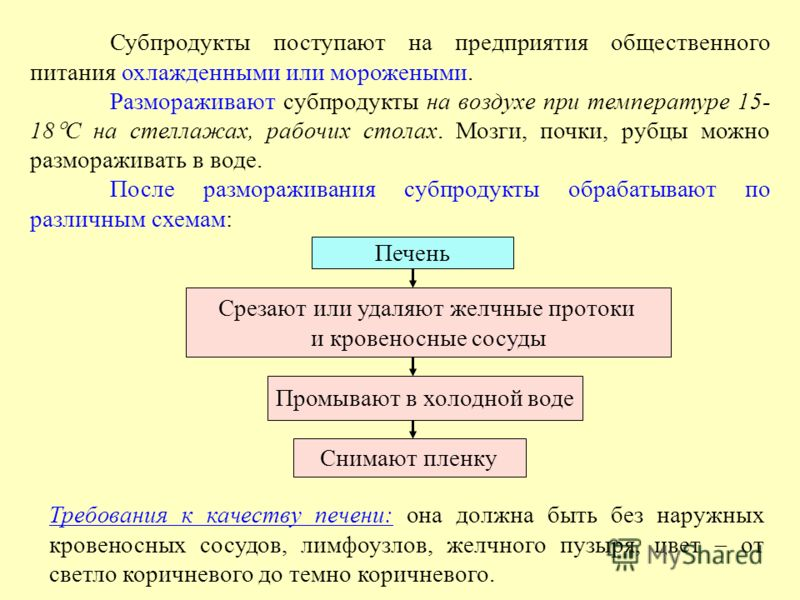 Субпродукты поступают на предприятия общественного
питания охлажденными или морожеными.
Размораживают субпродукты на воздухе при температуре 15-
18°С на стеллажах, рабочих столах. Мозги, почки, рубцы можно
размораживать в воде.
После размораживания субпродукты обрабатывают по
различным схемам:
Печень
Срезают или удаляют желчные протоки
и кровеносные сосуды
Промывают в холодной воде
Снимают пленку
Требования к качеству печени: она должна быть без наружных
кровеносных сосудов, лимфоузлов, желчного пузыря, цвет – от
светло коричневого до темно коричневого.
MyShared